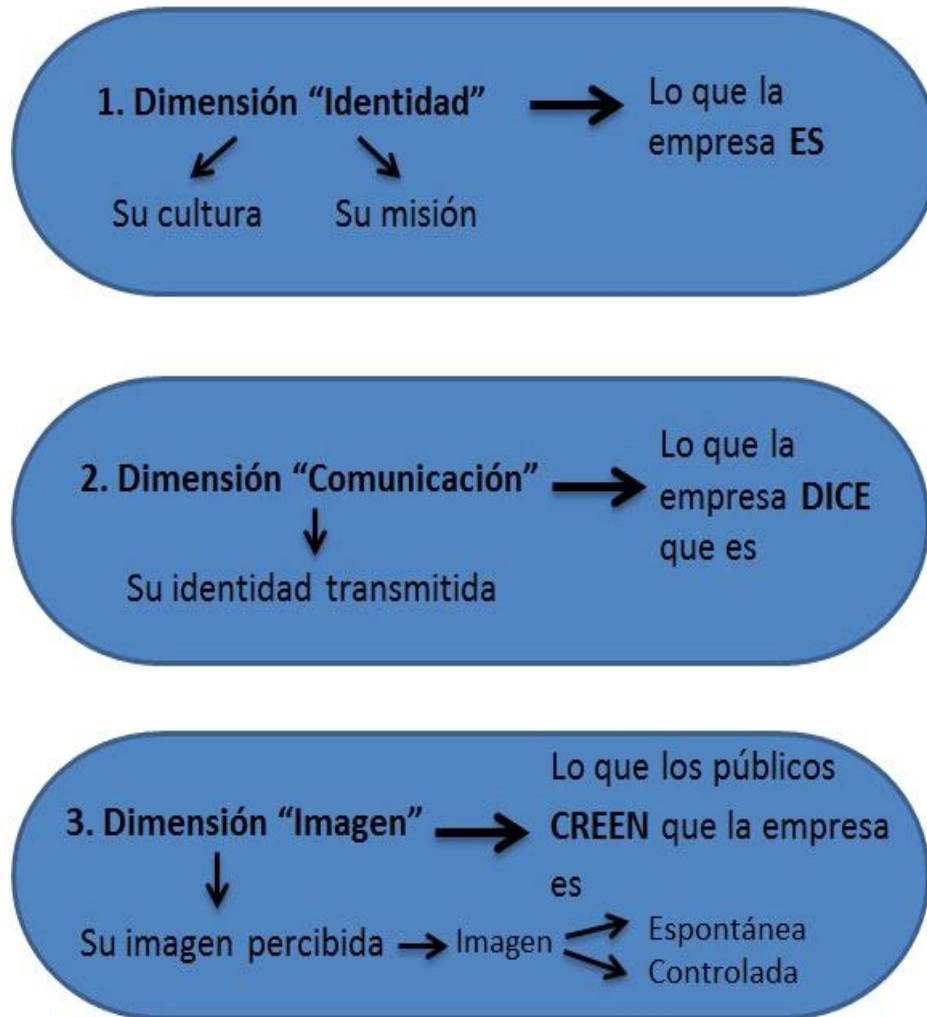 1. Dimensión “Identidad”
Lo que la
empresa ES
Su cultura
Su misión
2. Dimensión “Comunicación”
Lo que la
empresa DICE
que es
Su identidad transmitida
3. Dimensión “Imagen”
Lo que los públicos
CREEN que la empresa
es
Su imagen percibida
Imagen
Espontánea
Controlada